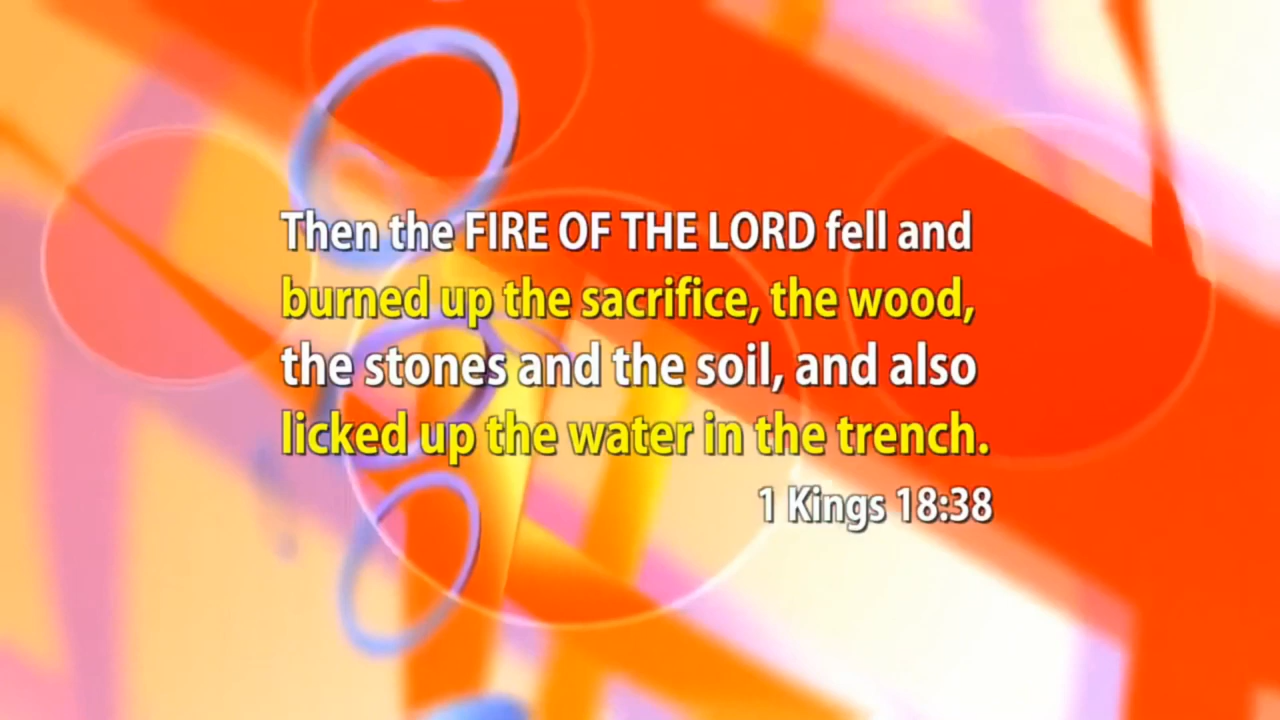 Then the FIRE OF THE LORD fell and
burned up the sacrifice, the wood,
the stones and the soil, and also
licked up the water in the trench.
1 Kings 18:38